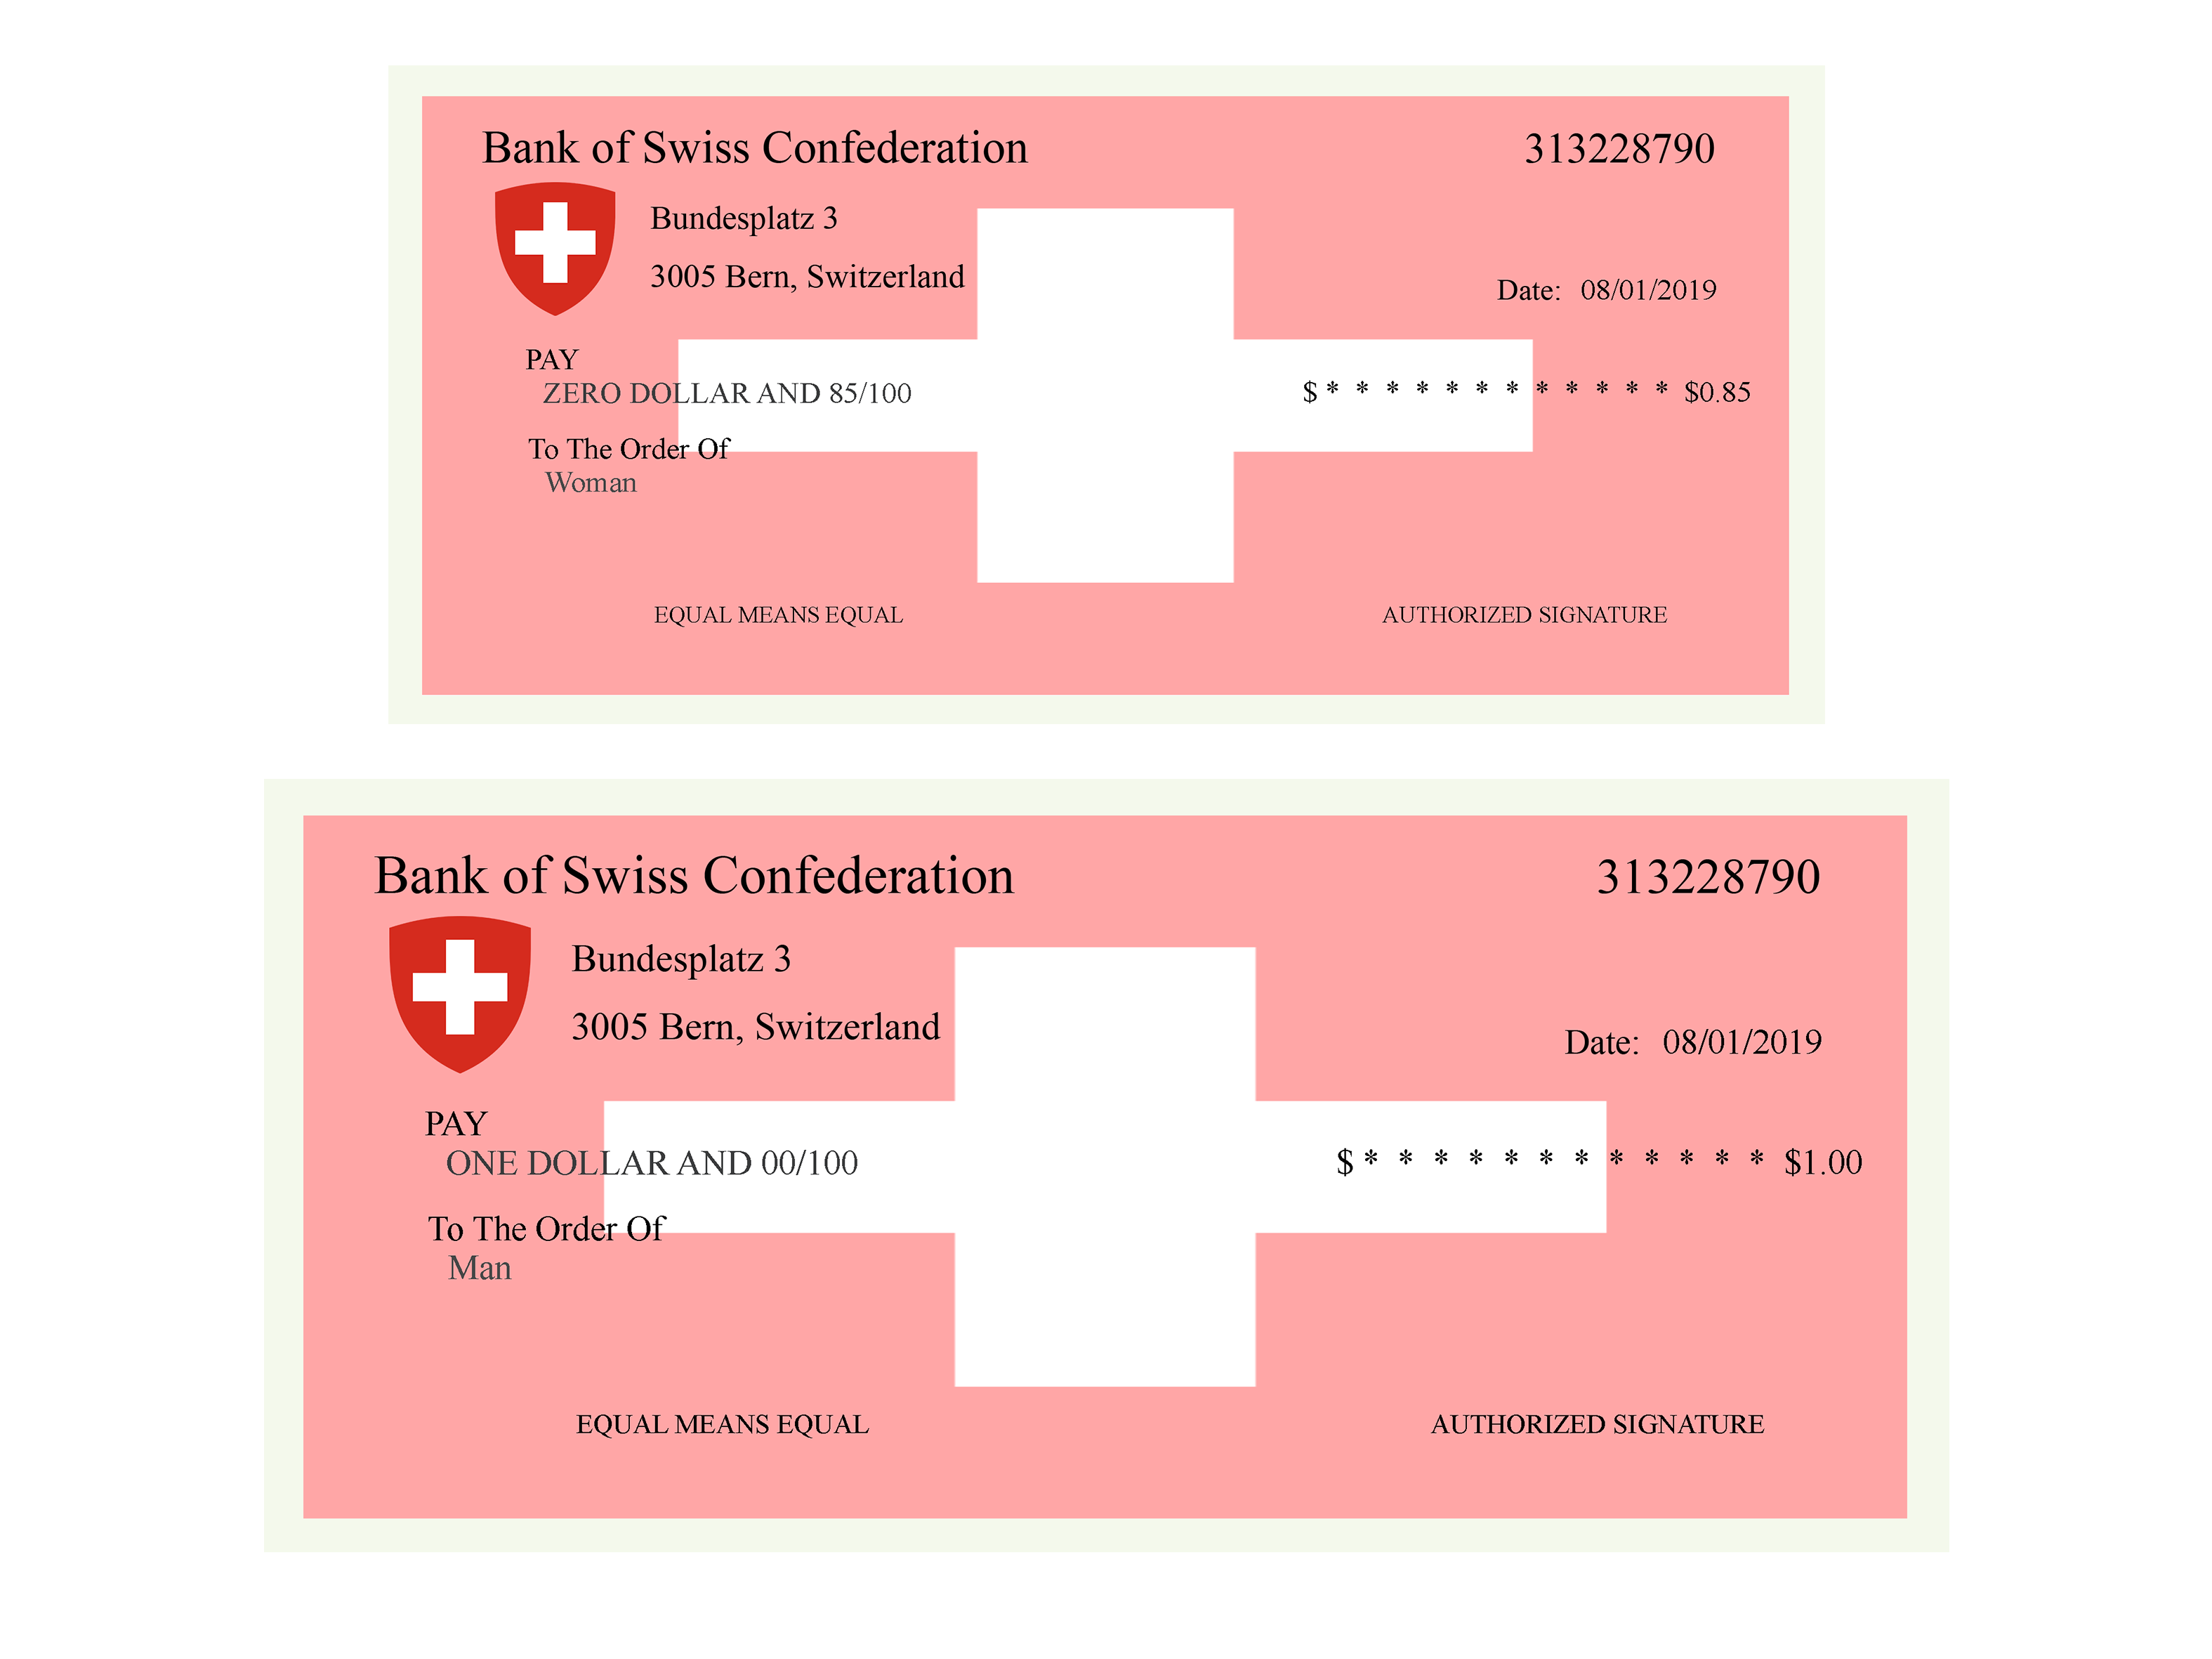 Bank of Swiss Confederation 313228790
Bundesplatz 3
3005 Bern, Switzerland
Date: 08/01/2019
PAY
ZERO DOLLAR AND 85/100 $ * * * * * * * * * * * * $0.85
To The Order Of
Woman
EQUAL MEANS EQUAL AUTHORIZED SIGNATURE
Bank of Swiss Confederation 313228790
Bundesplatz 3
3005 Bern, Switzerland
Date: 08/01/2019
PAY
ONE DOLLAR AND 00/100 $ * * * * * * * * * * * * $1.00
To The Order Of
Man
EQUAL MEANS EQUAL AUTHORIZED SIGNATURE